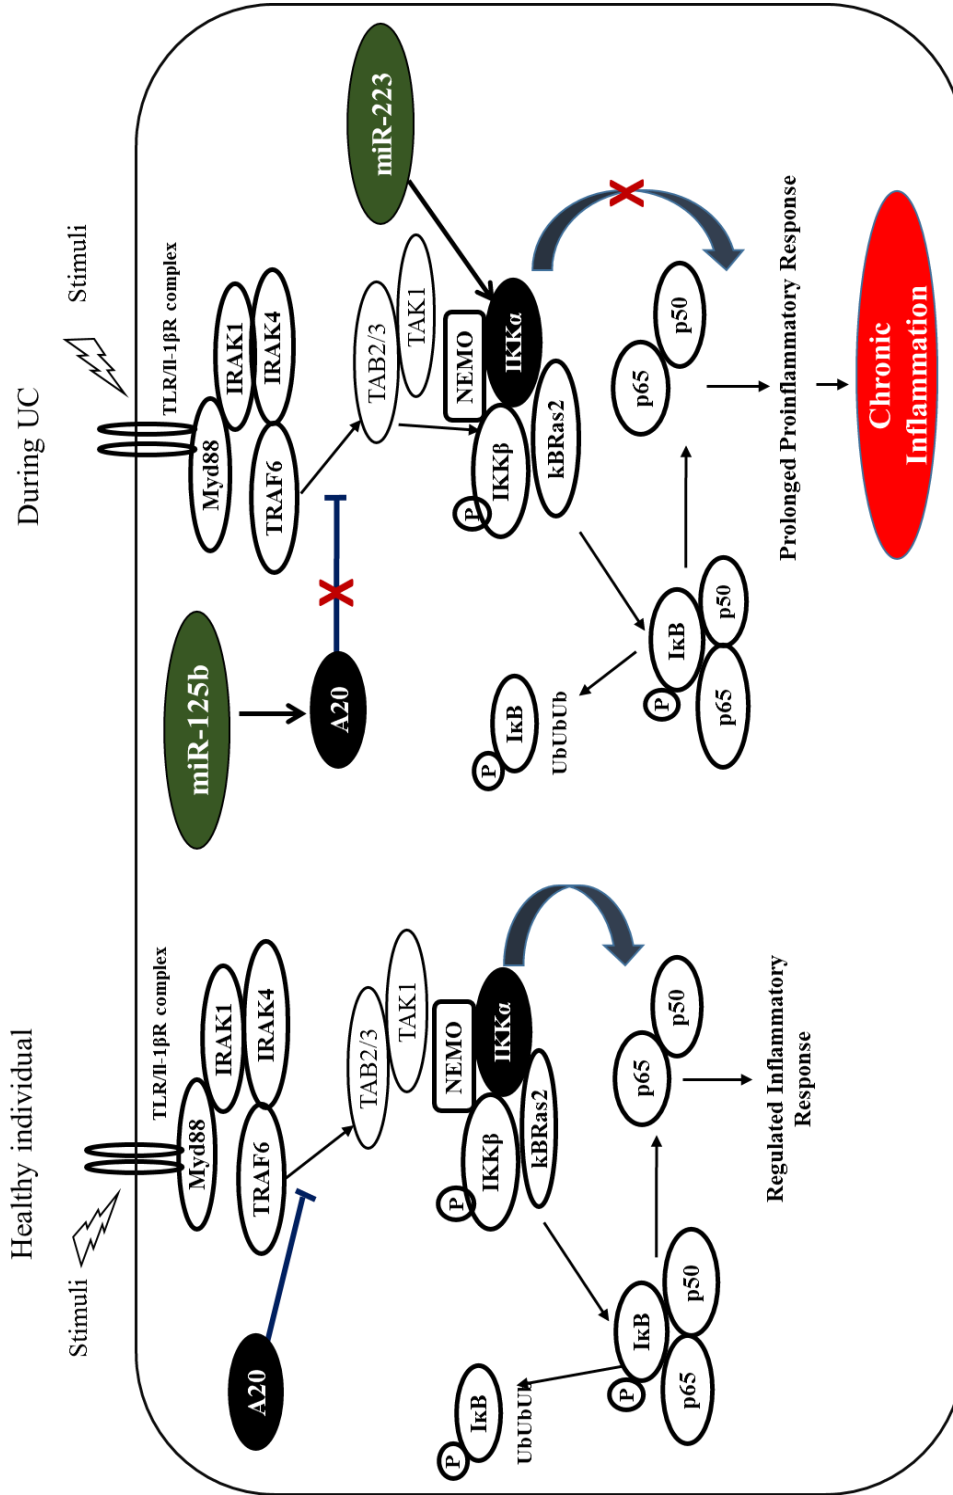 Healthy individual
Stimuli
TLR/Il-1βR complex
Myd88
IRAK1
IRAK4
TRAF6
A20
TAB2/3
TAK1
NEMO
IKKα
IKKβ
P
kBRas2
P
IκB
UbUbUb
P
IκB
p65
p50
p65
p50
Regulated Inflammatory
Response
During UC
Stimuli
TLR/Il-1βR complex
Myd88
IRAK1
IRAK4
TRAF6
miR-125b
A20
miR-223
TAB2/3
TAK1
NEMO
IKKα
IKKβ
P
kBRas2
P
IκB
UbUbUb
P
IκB
p65
p50
p65
p50
Prolonged Proinflammatory Response
Chronic
Inflammation